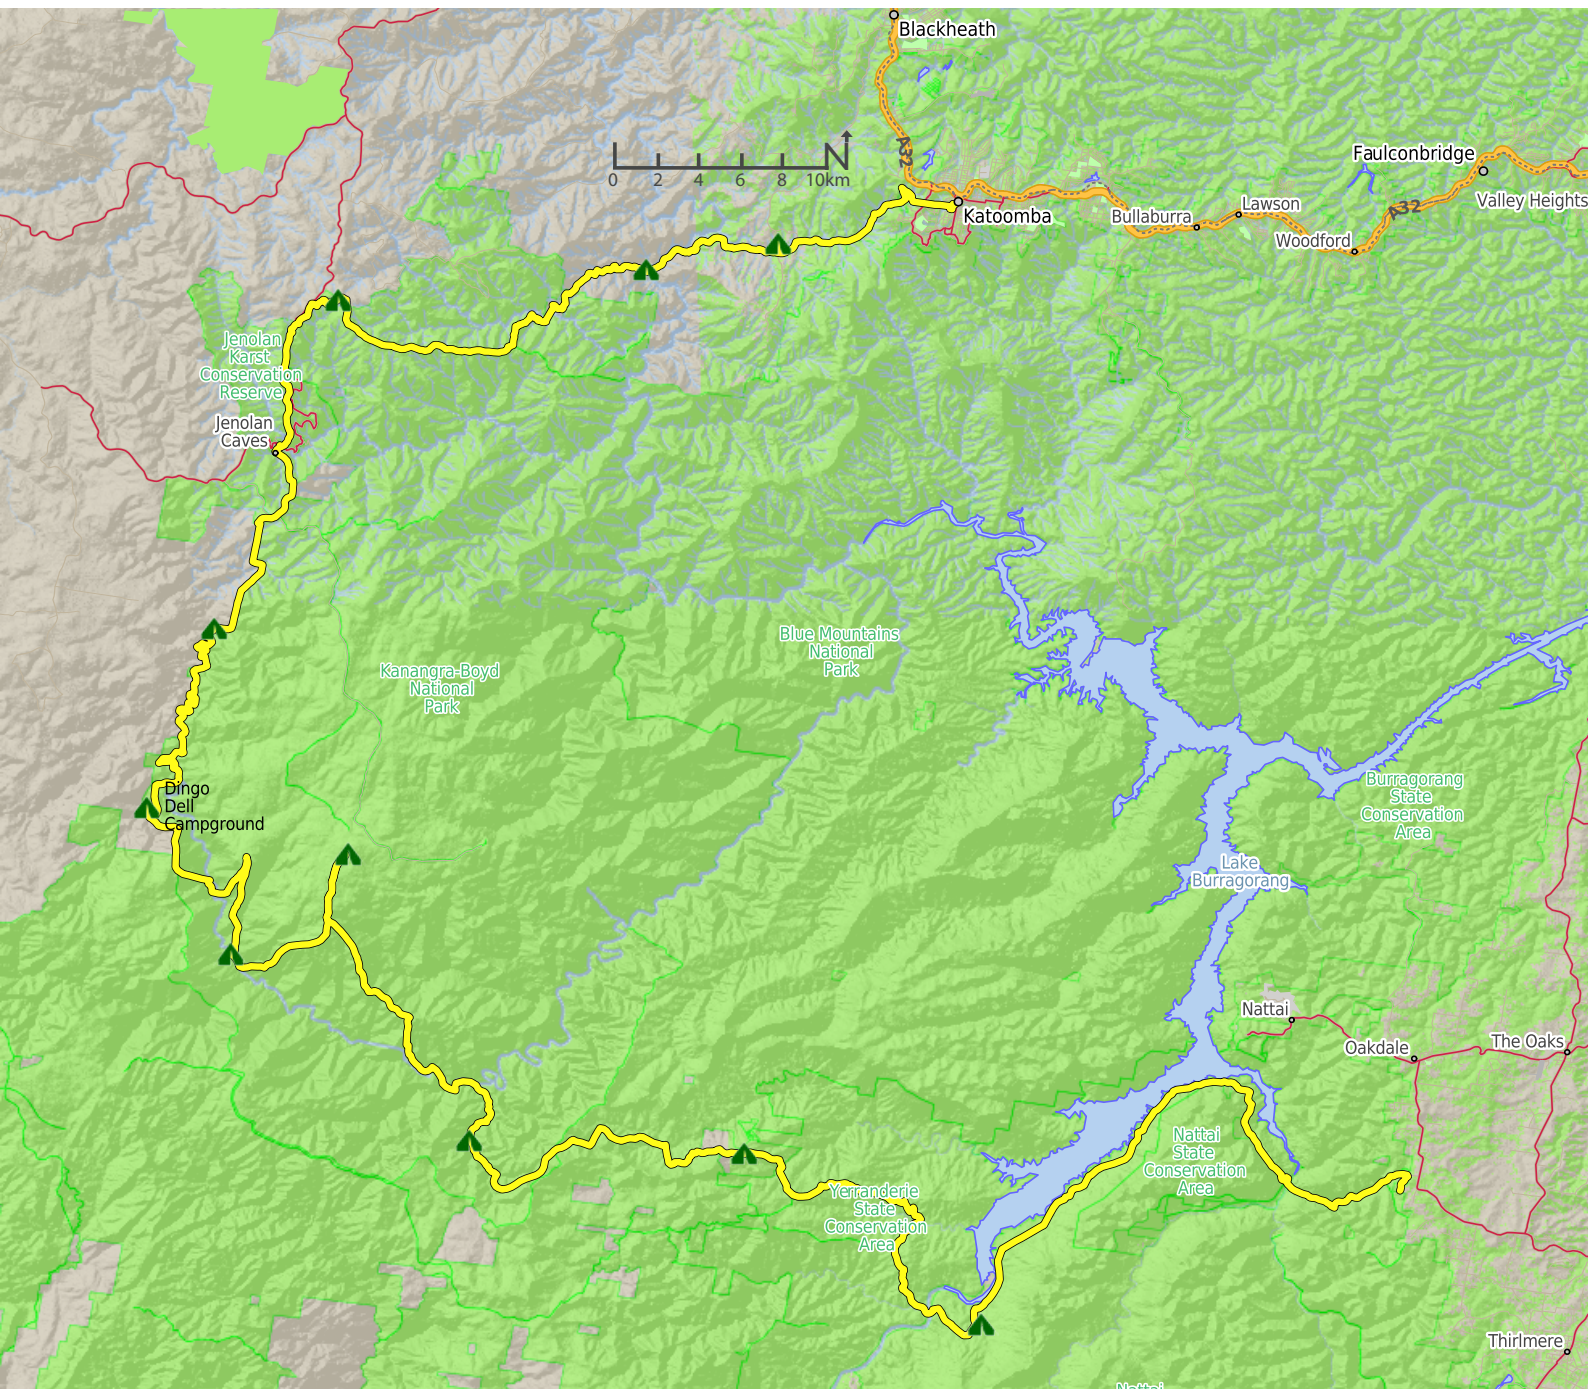 Blackheath
A32
N
0 2 4 6 8 10km
Faulconbridge
Valley Heights
A32
Lawson
Bullaburra
Katoomba
Woodford
Jenolan
Karst
Conservation
Reserve
Jenolan
Caves
Blue Mountains
National
Park
Kanangra-Boyd
National
Park
Dingo
Dell
Campground
Burragorang
State
Conservation
Area
Lake
Burragorang
Nattai
Oakdale
The Oaks
Nattai
State
Conservation
Area
Yerranderie
State
Conservation
Area
Thirlmere
Nattai